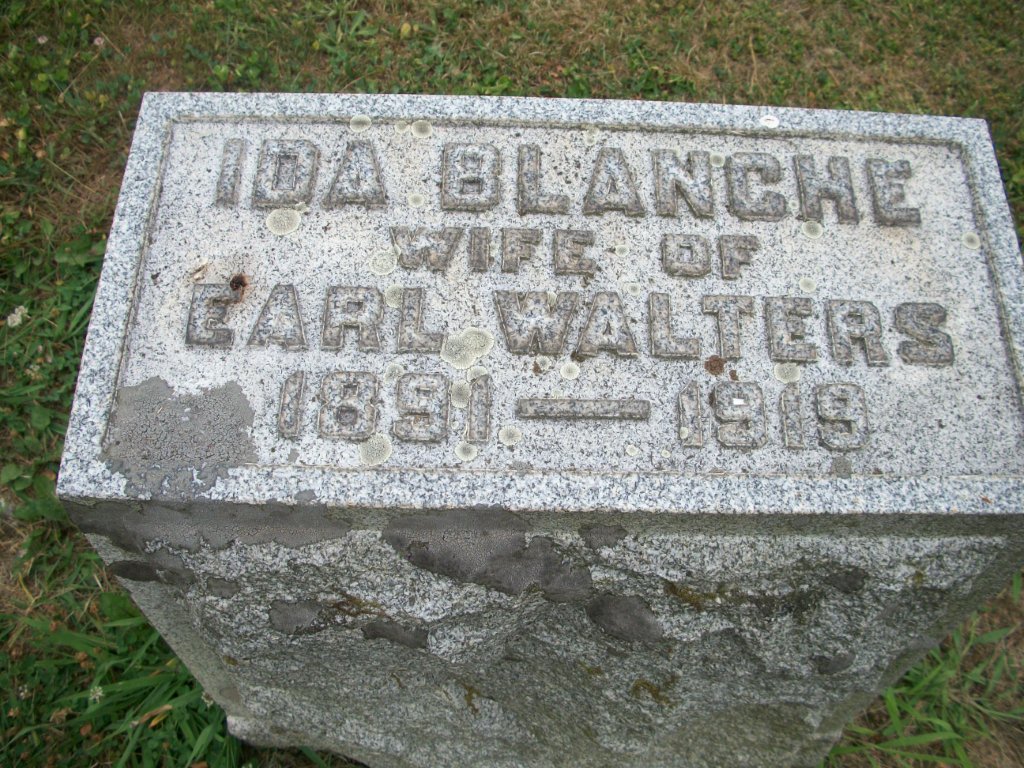 IDA BLANCHE
WIFE OF
EARL WALTERS
1891 — 1919